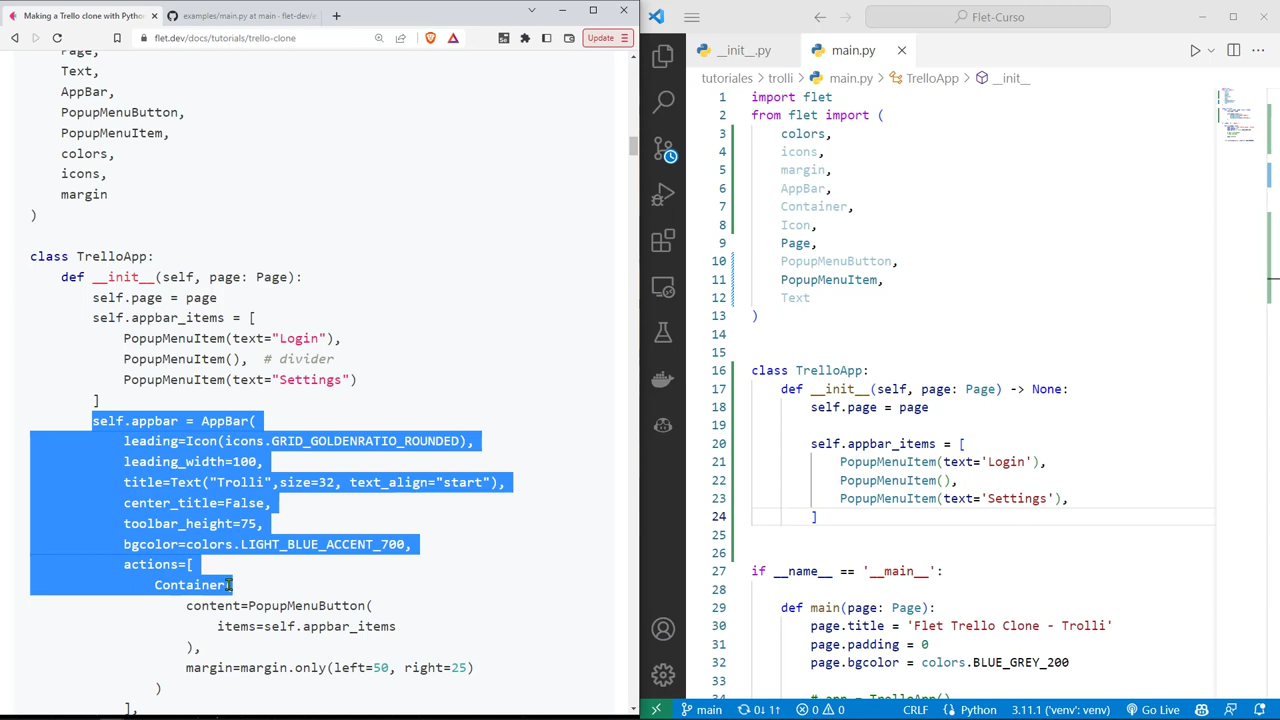 Making a Trello clone with Python
examples/main.py at main · flet-dev/e
flet.dev/docs/tutorials/trello-clone
Update
Page,
Text,
AppBar,
PopupMenuButton,
PopupMenuItem,
colors,
icons,
margin
)
class TrelloApp:
def __init__(self, page: Page):
self.page = page
self.appbar_items = [
PopupMenuItem(text="Login"),
PopupMenuItem(),  # divider
PopupMenuItem(text="Settings")
]
self.appbar = AppBar(
leading=Icon(icons.GRID_GOLDENRATIO_ROUNDED),
leading_width=100,
title=Text("Trolli",size=32, text_align="start"),
center_title=False,
toolbar_height=75,
bgcolor=colors.LIGHT_BLUE_ACCENT_700,
actions=[
Container(
content=PopupMenuButton(
items=self.appbar_items
),
margin=margin.only(left=50, right=25)
)
],
Flet-Curso
__init__.py
main.py
tutoriales > trolli > main.py > TrelloApp > __init__
1 import flet
2 from flet import (
3 colors,
4 icons,
5 margin,
6 AppBar,
7 Container,
8 Icon,
9 Page,
10 PopupMenuButton,
11 PopupMenuItem,
12 Text
13 )
14
15
16 class TrelloApp:
17 def __init__(self, page: Page) -> None:
18 self.page = page
19
20 self.appbar_items = [
21 PopupMenuItem(text='Login'),
22 PopupMenuItem(),
23 PopupMenuItem(text='Settings'),
24 ]
25
26
27 if __name__ == '__main__':
28
29 def main(page: Page):
30 page.title = 'Flet Trello Clone - Trolli'
31 page.padding = 0
32 page.bgcolor = colors.BLUE_GREY_200
33
34 # app = TrelloApp()
main 0↓ 1↑ 0 0 CRLF Python 3.11.1 ('venv': venv) Go Live